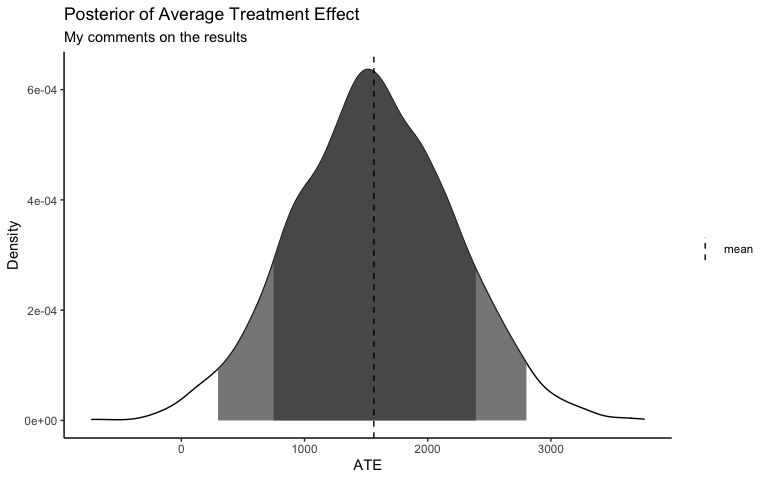 Posterior of Average Treatment Effect
My comments on the results
6e-04
4e-04
2e-04
0e+00
Density
0
1000
2000
3000
ATE
mean